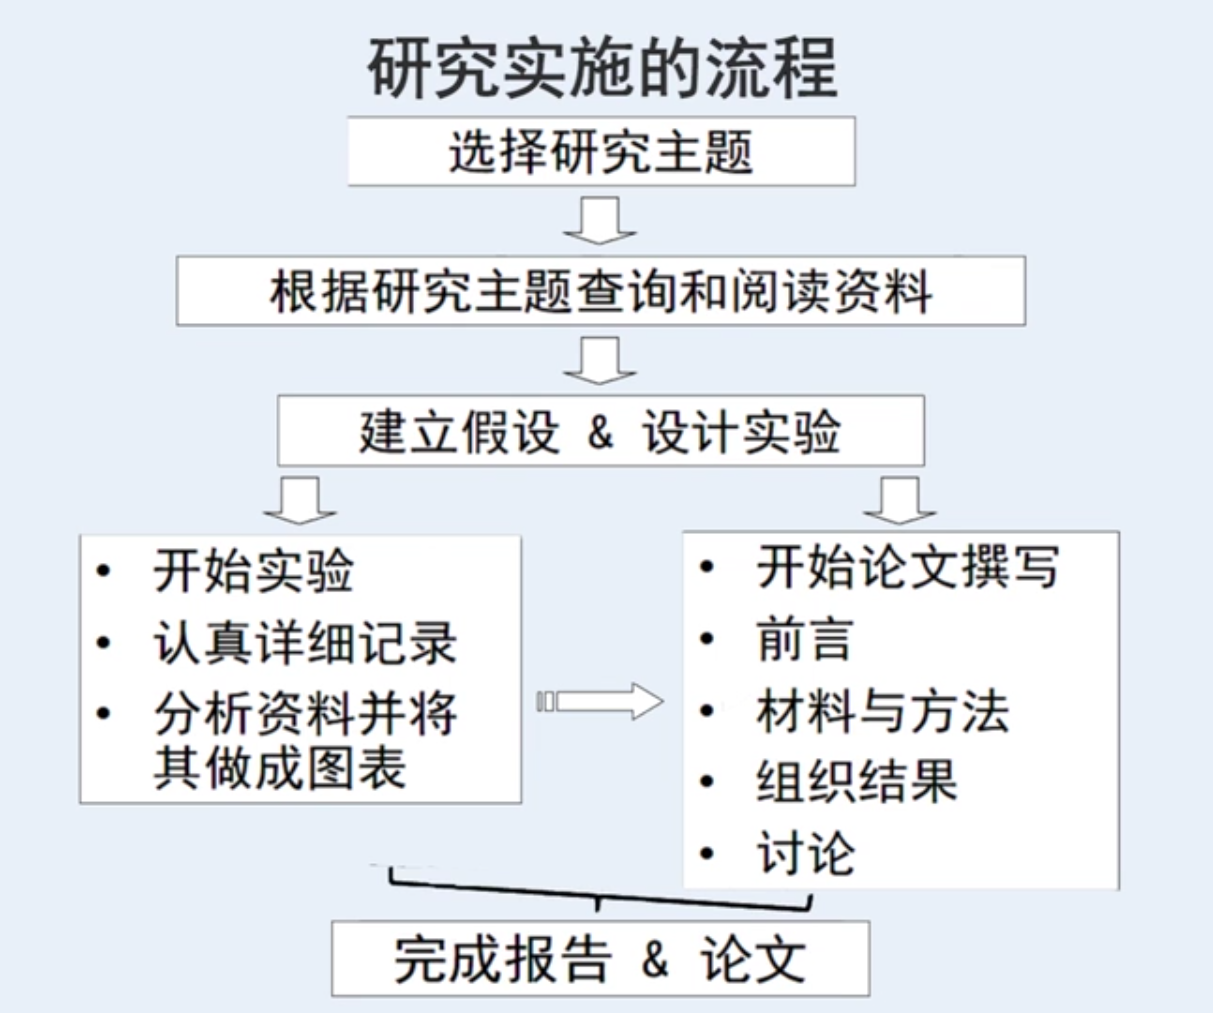 研究实施的流程
选择研究主题
根据研究主题查询和阅读资料
建立假设 & 设计实验
• 开始实验
• 认真详细记录
• 分析资料并将
其做成图表
• 开始论文撰写
• 前言
• 材料与方法
• 组织结果
• 讨论
完成报告 & 论文